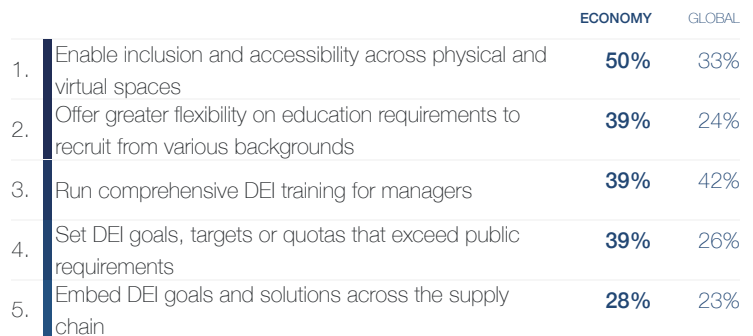 ECONOMY GLOBAL
1. Enable inclusion and accessibility across physical and 50% 33%
virtual spaces
2. Offer greater flexibility on education requirements to 39% 24%
recruit from various backgrounds
3. Run comprehensive DEI training for managers 39% 42%
4. Set DEI goals, targets or quotas that exceed public 39% 26%
requirements
5. Embed DEI goals and solutions across the supply 28% 23%
chain